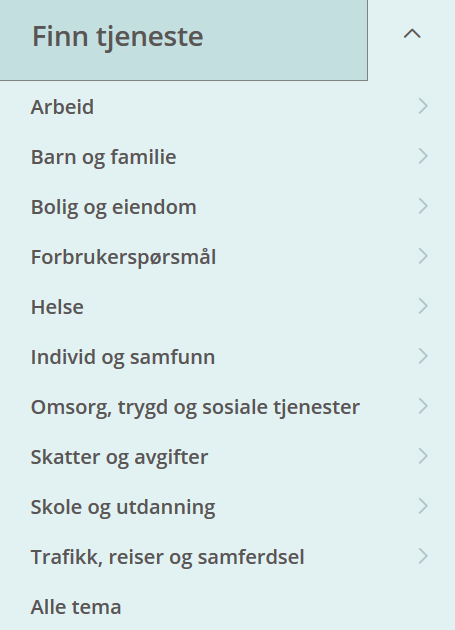 Finn tjeneste
Arbeid
Barn og familie
Bolig og eiendom
Forbrukerspørsmål
Helse
Individ og samfunn
Omsorg, trygd og sosiale tjenester
Skatter og avgifter
Skole og utdanning
Trafikk, reiser og samferdsel
Alle tema